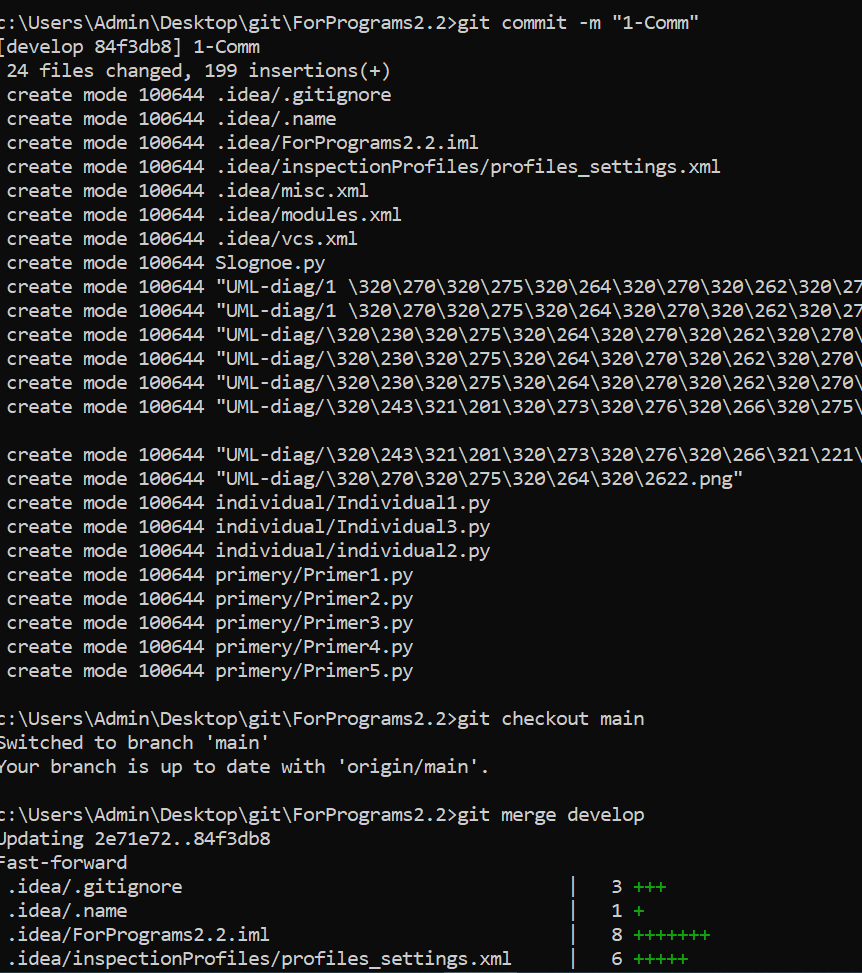 c:\Users\Admin\Desktop\git\ForPrograms2.2>git commit -m "1-Comm"
[develop 84f3db8] 1-Comm
 24 files changed, 199 insertions(+)
 create mode 100644 .idea/.gitignore
 create mode 100644 .idea/.name
 create mode 100644 .idea/ForPrograms2.2.iml
 create mode 100644 .idea/inspectionProfiles/profiles_settings.xml
 create mode 100644 .idea/misc.xml
 create mode 100644 .idea/modules.xml
 create mode 100644 .idea/vcs.xml
 create mode 100644 Slognoe.py
 create mode 100644 "UML-diag/1 \320\270\320\275\320\264\320\270\320\262\320\27
 create mode 100644 "UML-diag/1 \320\270\320\275\320\264\320\270\320\262\320\27
 create mode 100644 "UML-diag/\320\230\320\275\320\264\320\270\320\262\320\270\
 create mode 100644 "UML-diag/\320\230\320\275\320\264\320\270\320\262\320\270\
 create mode 100644 "UML-diag/\320\230\320\275\320\264\320\270\320\262\320\270\
 create mode 100644 "UML-diag/\320\243\321\201\320\273\320\276\320\266\320\275\
 create mode 100644 "UML-diag/\320\243\321\201\320\273\320\276\320\266\321\221\
 create mode 100644 "UML-diag/\320\270\320\275\320\264\320\2622.png"
 create mode 100644 individual/Individual1.py
 create mode 100644 individual/Individual3.py
 create mode 100644 individual/individual2.py
 create mode 100644 primery/Primer1.py
 create mode 100644 primery/Primer2.py
 create mode 100644 primery/Primer3.py
 create mode 100644 primery/Primer4.py
 create mode 100644 primery/Primer5.py
c:\Users\Admin\Desktop\git\ForPrograms2.2>git checkout main
Switched to branch 'main'
Your branch is up to date with 'origin/main'.
c:\Users\Admin\Desktop\git\ForPrograms2.2>git merge develop
Updating 2e71e72..84f3db8
Fast-forward
 .idea/.gitignore | 3 +++
 .idea/.name | 1 +
 .idea/ForPrograms2.2.iml | 8 +++++++
 .idea/inspectionProfiles/profiles_settings.xml | 6 +++++